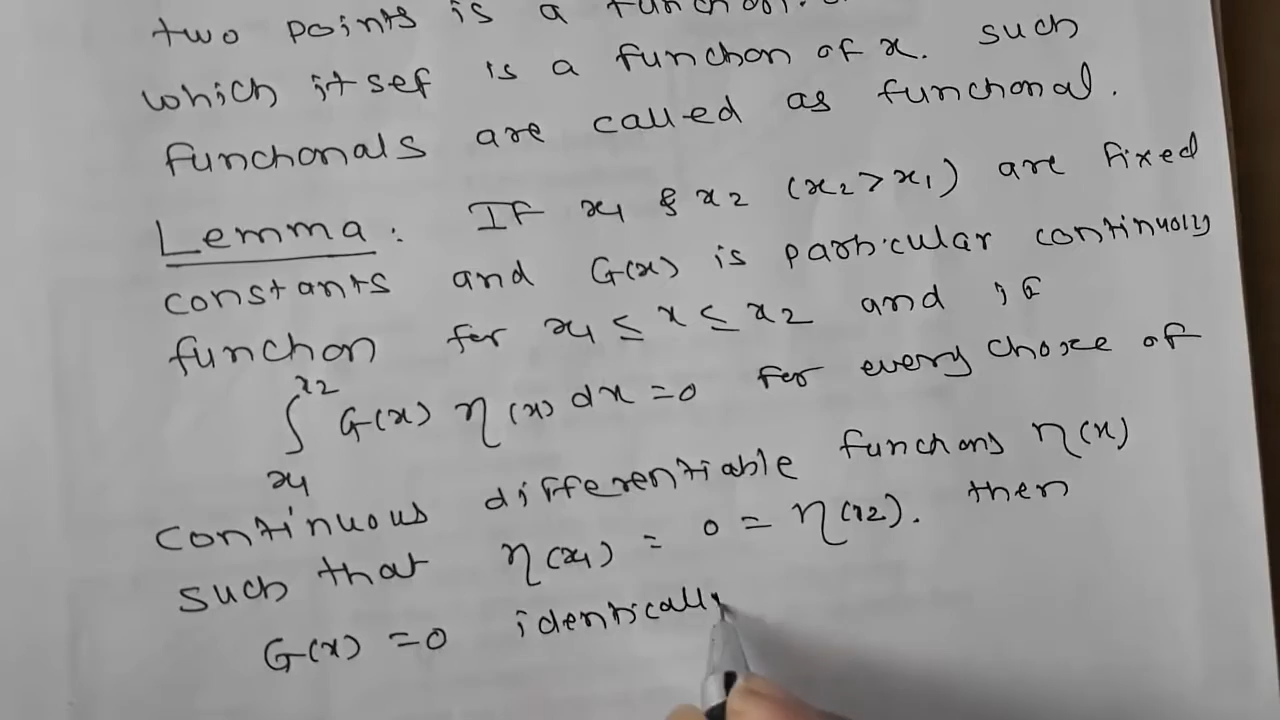 two points is a
which itsef is a function of x. such
functionals are called as functional.
Lemma : If x1 & x2 (x2 > x1) are fixed
constants and G(x) is particular continuoly
function for x1 ≤ x ≤ x2 and if
∫_{x1}^{x2} G(x) η(x) dx = 0 for every choice of
continuous differentiable functions η(x)
such that η(x1) = 0 = η(x2). then
G(x) = 0 identically